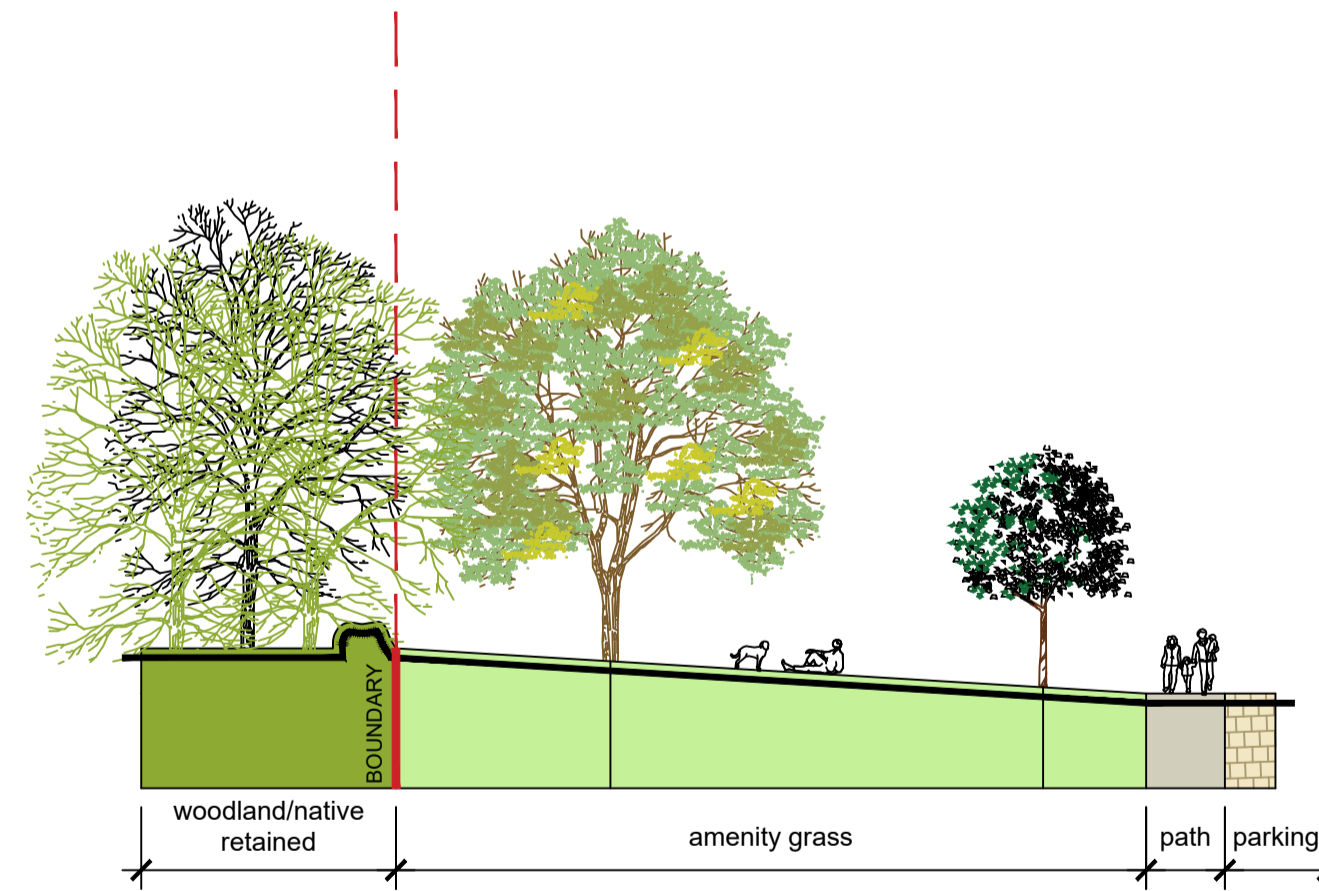 BOUNDARY
woodland/native
retained
amenity grass
path
parking